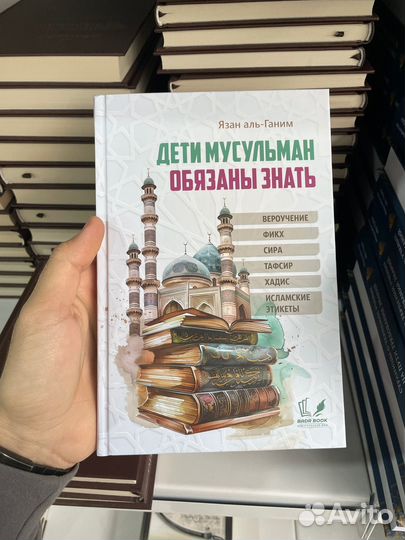 Язан аль-Ганим
ДЕТИ МУСУЛЬМАН
ОБЯЗАНЫ ЗНАТЬ
ВЕРОУЧЕНИЕ
ФИКХ
СИРА
ТАФСИР
ХАДИС
ИСЛАМСКИЕ
ЭТИКЕТЫ
BADR BOOK
Avito